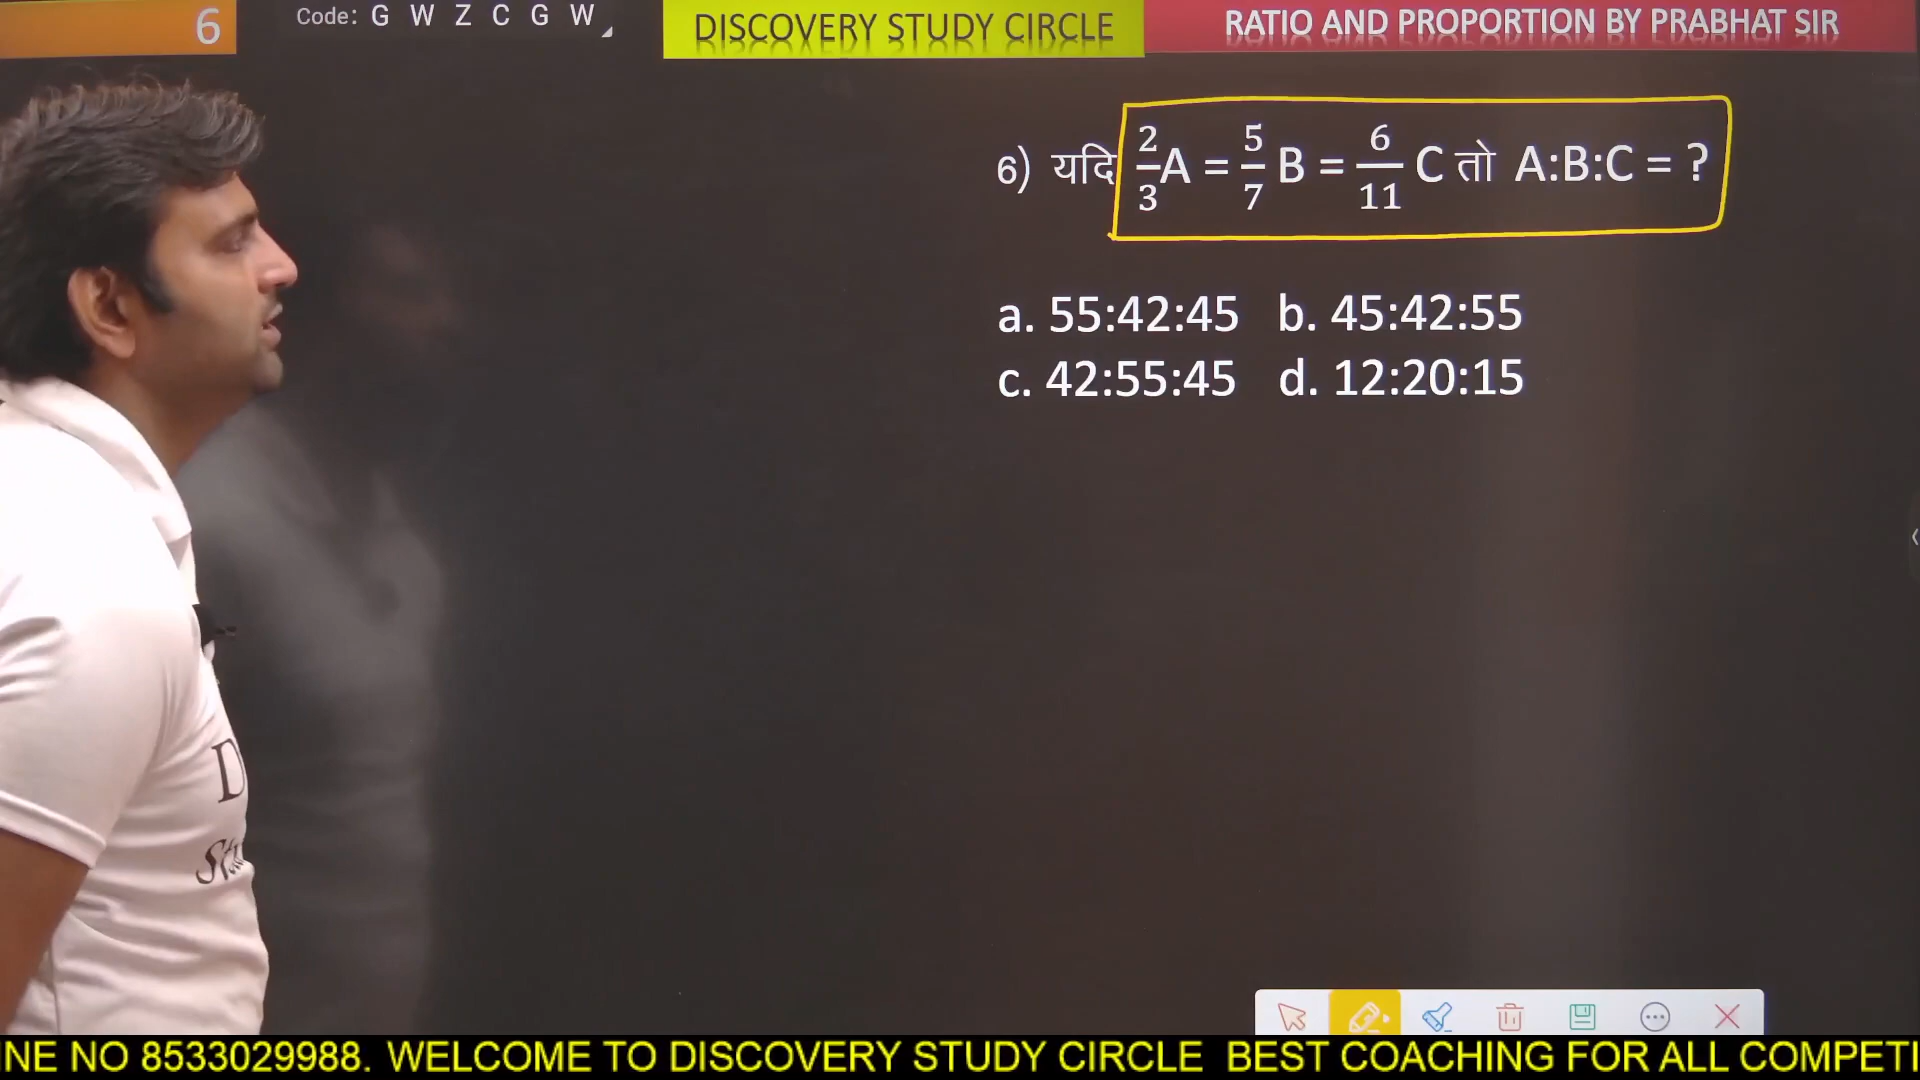 6
Code: G W Z C G W
DISCOVERY STUDY CIRCLE
RATIO AND PROPORTION BY PRABHAT SIR
6) यदि 2/3 A = 5/7 B = 6/11 C तो A:B:C = ?
a. 55:42:45 b. 45:42:55
c. 42:55:45 d. 12:20:15
D
Stu
INE NO 8533029988. WELCOME TO DISCOVERY STUDY CIRCLE BEST COACHING FOR ALL COMPETI